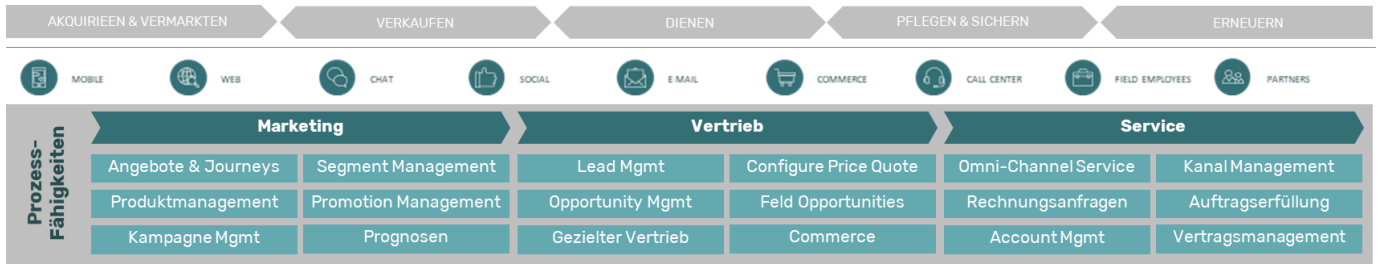 AKQUIRIEEN & VERMARKTEN
VERKAUFEN
DIENEN
PFLEGEN & SICHERN
ERNEUERN
MOBILE
WEB
CHAT
SOCIAL
E MAIL
COMMERCE
CALL CENTER
FIELD EMPLOYEES
PARTNERS
Prozess-
Fähigkeiten
Marketing
Vertrieb
Service
Angebote & Journeys
Segment Management
Lead Mgmt
Configure Price Quote
Omni-Channel Service
Kanal Management
Produktmanagement
Promotion Management
Opportunity Mgmt
Feld Opportunities
Rechnungsanfragen
Auftragserfüllung
Kampagne Mgmt
Prognosen
Gezielter Vertrieb
Commerce
Account Mgmt
Vertragsmanagement